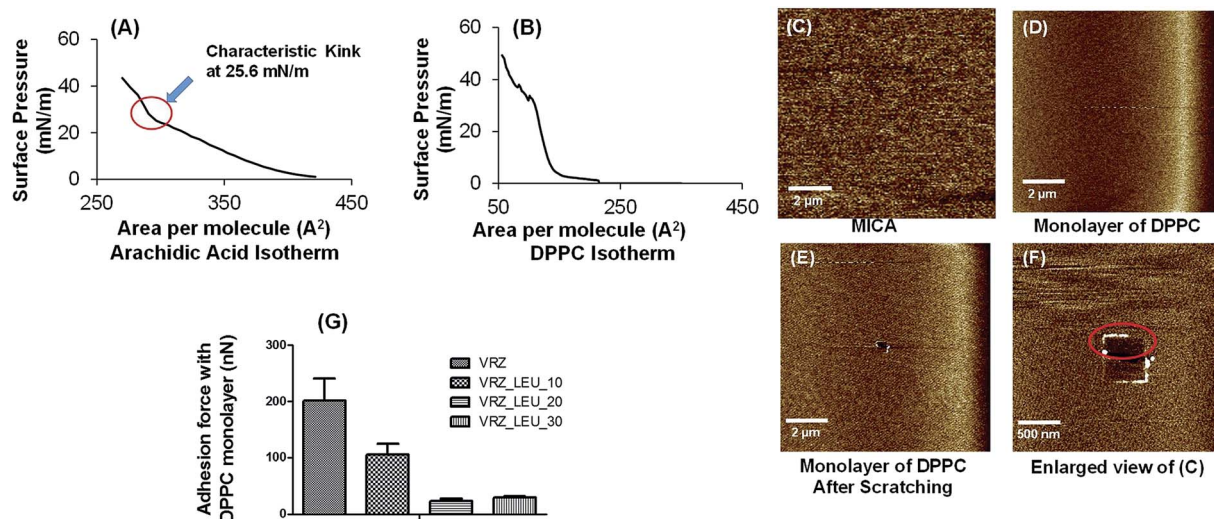 (A)
Characteristic Kink
at 25.6 mN/m
Surface Pressure
(mN/m)
60
40
20
0
250
350
450
Area per molecule (A²)
Arachidic Acid Isotherm
(B)
Surface Pressure
(mN/m)
60
40
20
0
50
250
450
Area per molecule (A²)
DPPC Isotherm
(C)
2 µm
MICA
(D)
2 µm
Monolayer of DPPC
(E)
2 µm
Monolayer of DPPC
After Scratching
(F)
500 nm
Enlarged view of (C)
(G)
Adhesion force with
DPPC monolayer (nN)
300
200
100
0
VRZ
VRZ_LEU_10
VRZ_LEU_20
VRZ_LEU_30